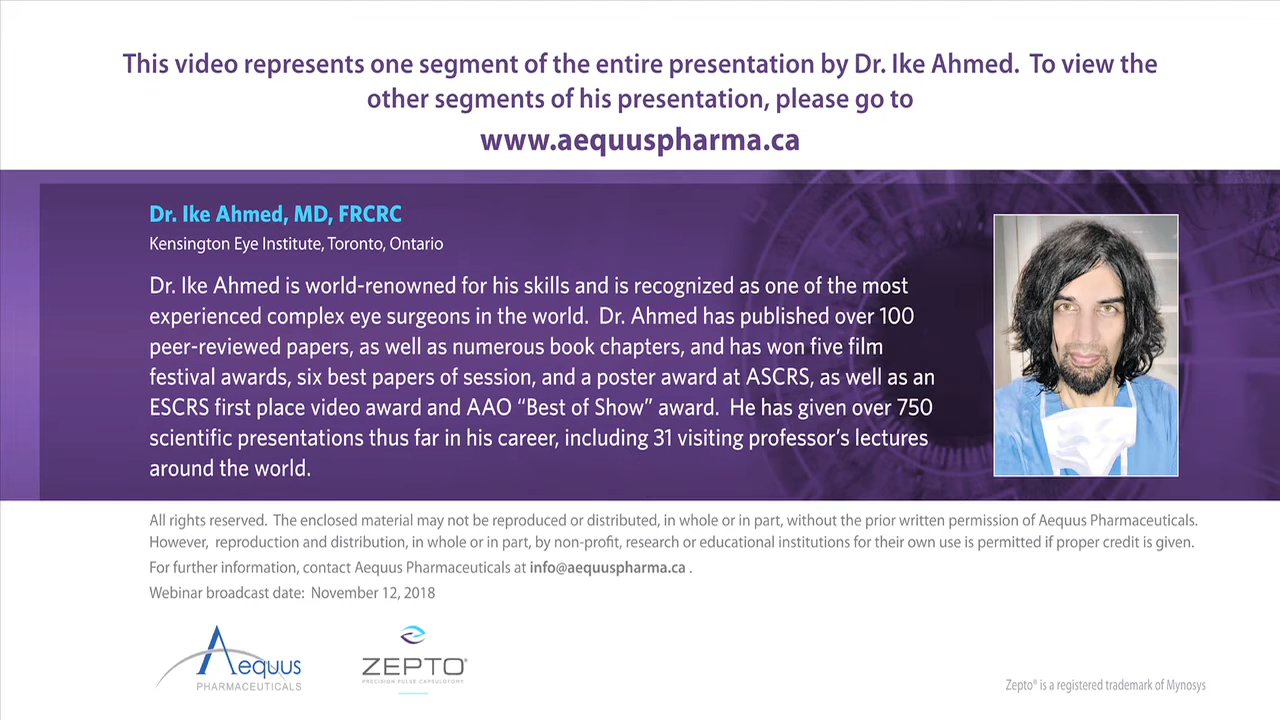 This video represents one segment of the entire presentation by Dr. Ike Ahmed.  To view the
other segments of his presentation, please go to
www.aequuspharma.ca
Dr. Ike Ahmed, MD, FRCRC
Kensington Eye Institute, Toronto, Ontario
Dr. Ike Ahmed is world-renowned for his skills and is recognized as one of the most
experienced complex eye surgeons in the world.  Dr. Ahmed has published over 100
peer-reviewed papers, as well as numerous book chapters, and has won five film
festival awards, six best papers of session, and a poster award at ASCRS, as well as an
ESCRS first place video award and AAO “Best of Show” award.  He has given over 750
scientific presentations thus far in his career, including 31 visiting professor’s lectures
around the world.
All rights reserved.  The enclosed material may not be reproduced or distributed, in whole or in part, without the prior written permission of Aequus Pharmaceuticals.
However,  reproduction and distribution, in whole or in part, by non-profit, research or educational institutions for their own use is permitted if proper credit is given.
For further information, contact Aequus Pharmaceuticals at info@aequuspharma.ca .
Webinar broadcast date:  November 12, 2018
Aequus
PHARMACEUTICALS
ZEPTO®
PRECISION PULSE CAPSULOTOMY
Zepto® is a registered trademark of Mynosys